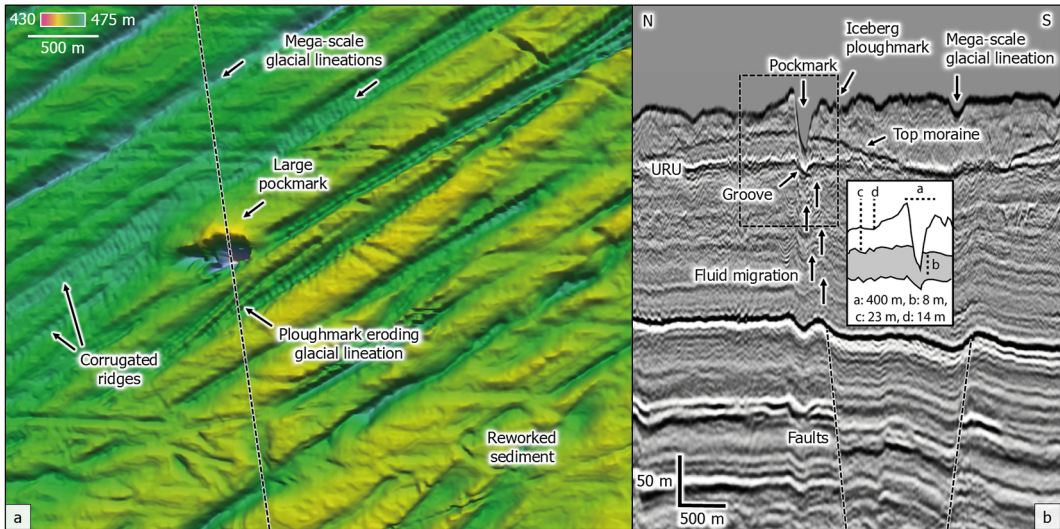 430
475 m
500 m
Mega-scale
glacial lineations
Large
pockmark
Ploughmark eroding
glacial lineation
Corrugated
ridges
Reworked
sediment
a
N
S
Iceberg
ploughmark
Mega-scale
glacial lineation
Pockmark
Top moraine
URU
Groove
c
d
a
b
Fluid migration
a: 400 m, b: 8 m,
c: 23 m, d: 14 m
Faults
50 m
500 m
b